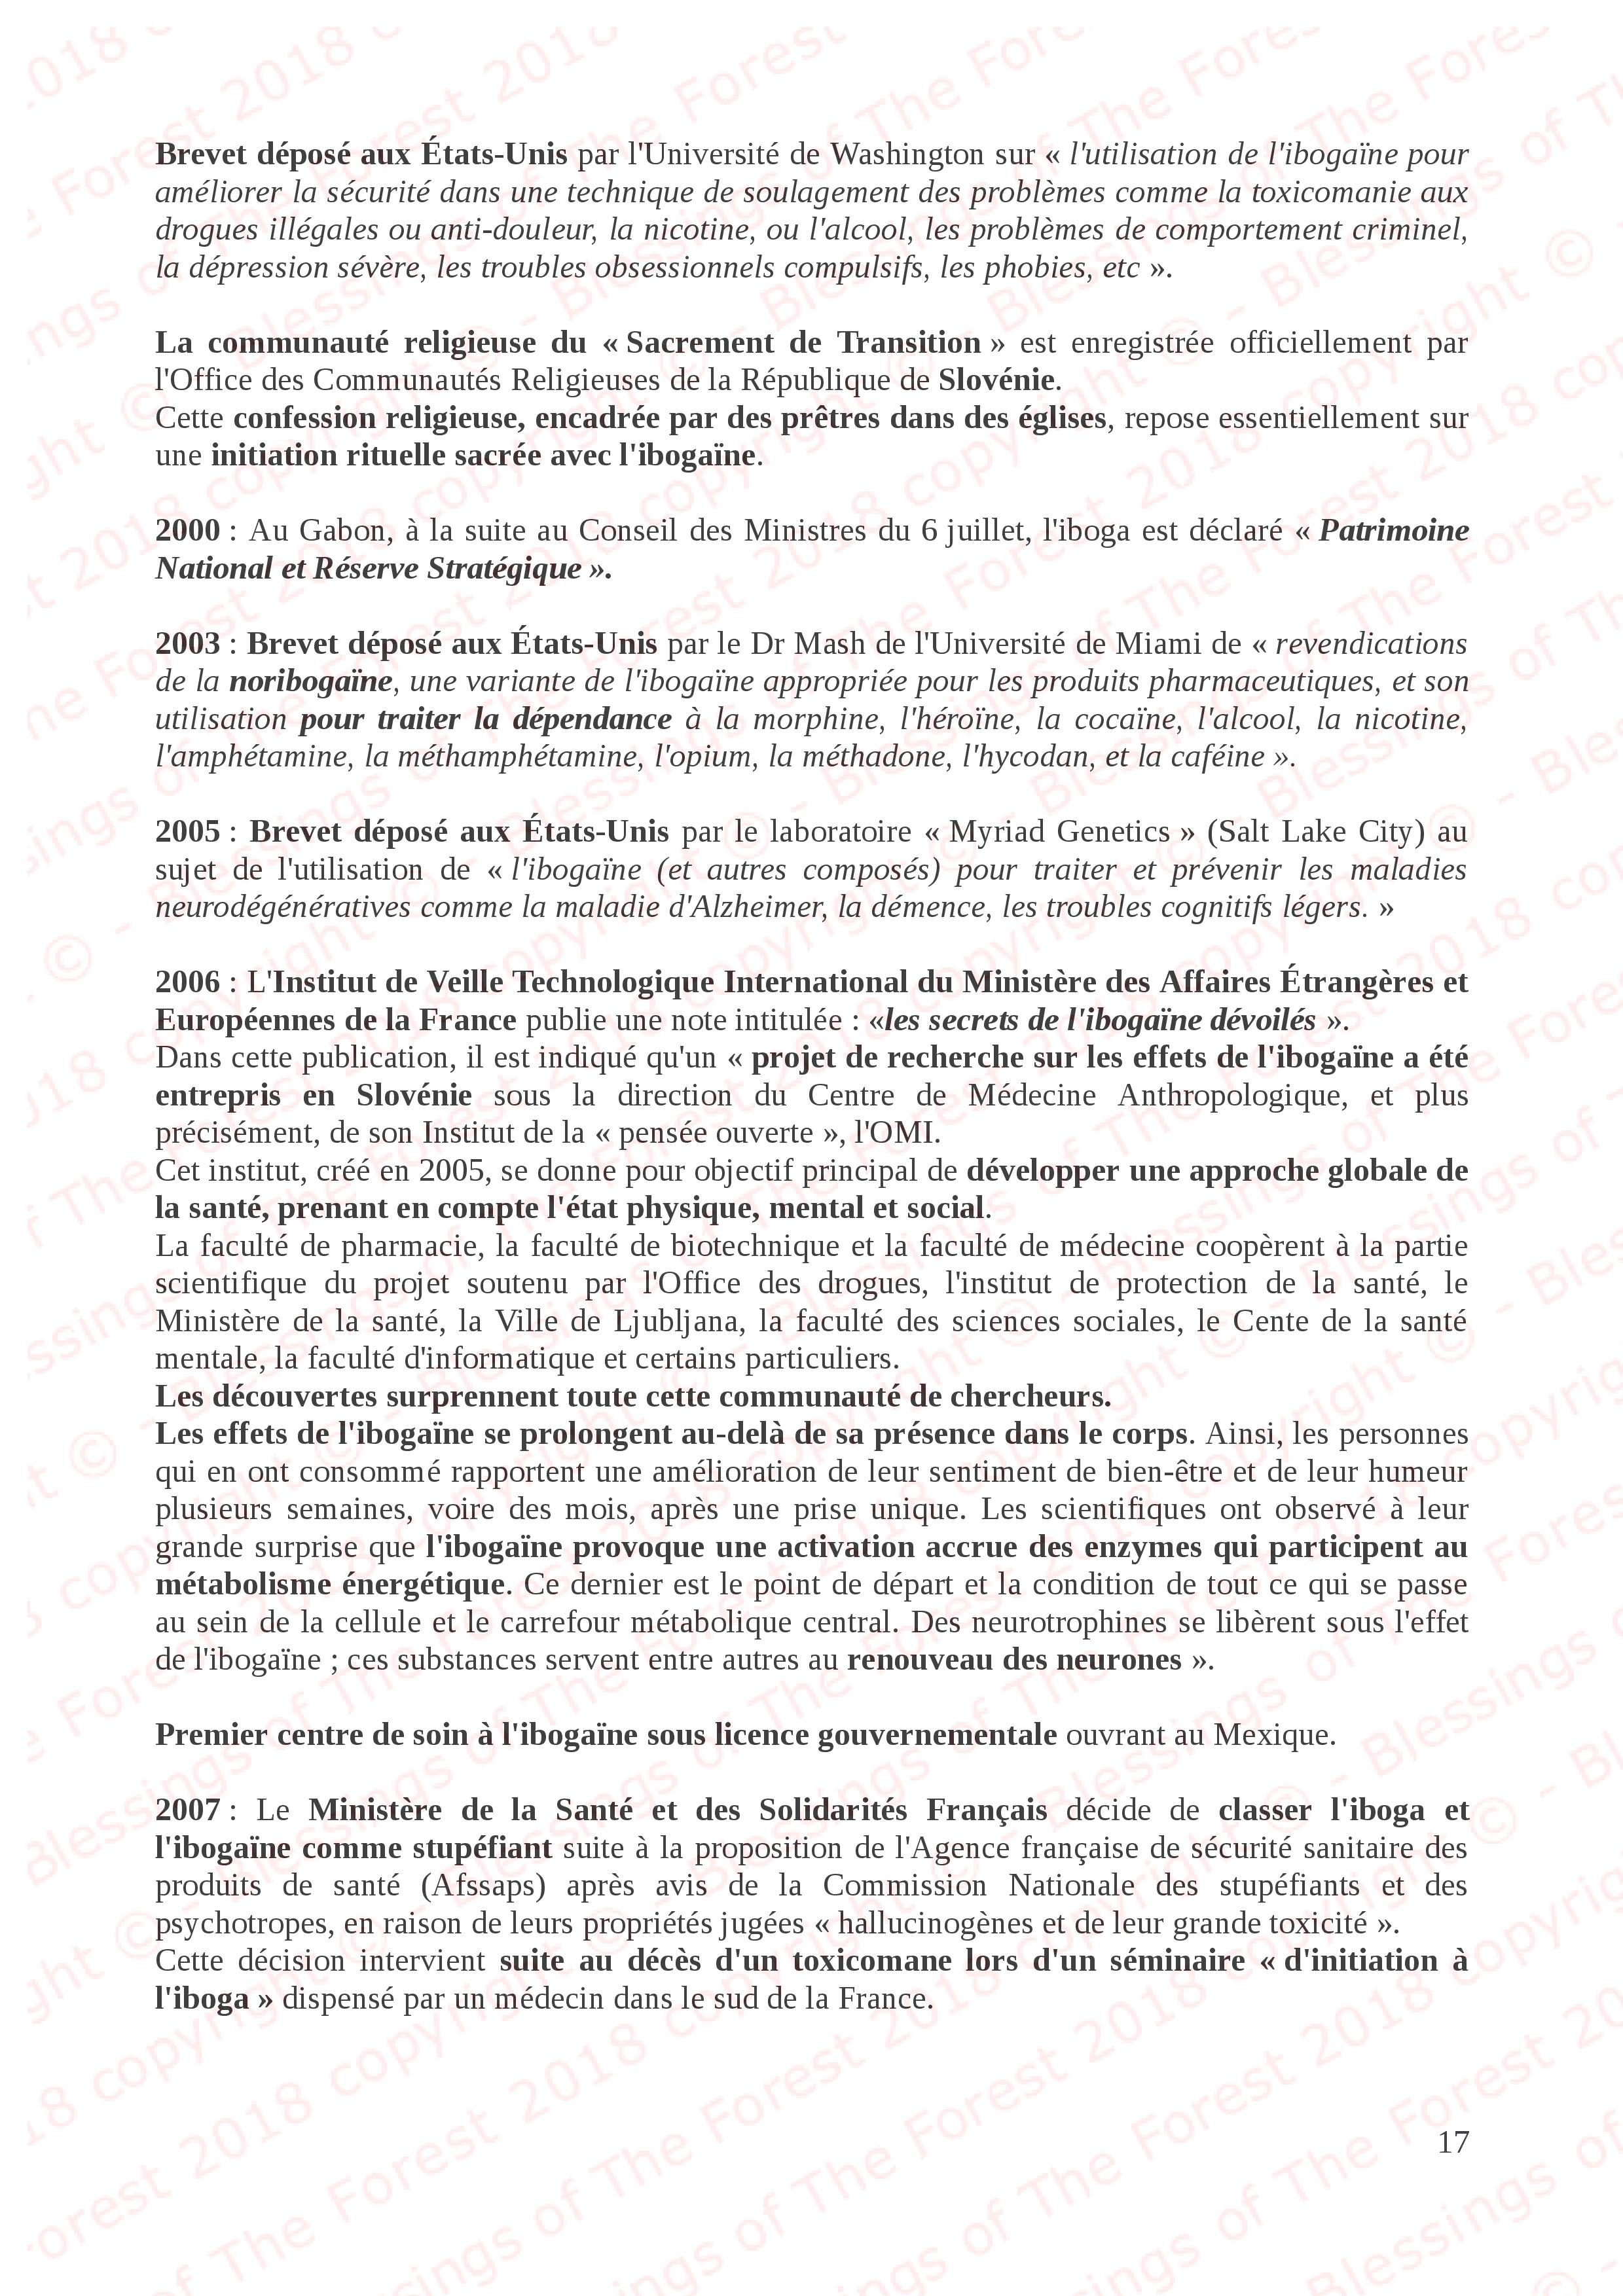 Brevet déposé aux États-Unis par l'Université de Washington sur « l'utilisation de l'ibogaïne pour
améliorer la sécurité dans une technique de soulagement des problèmes comme la toxicomanie aux
drogues illégales ou anti-douleur, la nicotine, ou l'alcool, les problèmes de comportement criminel,
la dépression sévère, les troubles obsessionnels compulsifs, les phobies, etc ».
La communauté religieuse du « Sacrement de Transition » est enregistrée officiellement par
l'Office des Communautés Religieuses de la République de Slovénie.
Cette confession religieuse, encadrée par des prêtres dans des églises, repose essentiellement sur
une initiation rituelle sacrée avec l'ibogaïne.
2000 : Au Gabon, à la suite au Conseil des Ministres du 6 juillet, l'iboga est déclaré « Patrimoine
National et Réserve Stratégique ».
2003 : Brevet déposé aux États-Unis par le Dr Mash de l'Université de Miami de « revendications
de la noribogaïne, une variante de l'ibogaïne appropriée pour les produits pharmaceutiques, et son
utilisation pour traiter la dépendance à la morphine, l'héroïne, la cocaïne, l'alcool, la nicotine,
l'amphétamine, la méthamphétamine, l'opium, la méthadone, l'hycodan, et la caféine ».
2005 : Brevet déposé aux États-Unis par le laboratoire « Myriad Genetics » (Salt Lake City) au
sujet de l'utilisation de « l'ibogaïne (et autres composés) pour traiter et prévenir les maladies
neurodégénératives comme la maladie d'Alzheimer, la démence, les troubles cognitifs légers. »
2006 : L'Institut de Veille Technologique International du Ministère des Affaires Étrangères et
Européennes de la France publie une note intitulée : «les secrets de l'ibogaïne dévoilés ».
Dans cette publication, il est indiqué qu'un « projet de recherche sur les effets de l'ibogaïne a été
entrepris en Slovénie sous la direction du Centre de Médecine Anthropologique, et plus
précisément, de son Institut de la « pensée ouverte », l'OMI.
Cet institut, créé en 2005, se donne pour objectif principal de développer une approche globale de
la santé, prenant en compte l'état physique, mental et social.
La faculté de pharmacie, la faculté de biotechnique et la faculté de médecine coopèrent à la partie
scientifique du projet soutenu par l'Office des drogues, l'institut de protection de la santé, le
Ministère de la santé, la Ville de Ljubljana, la faculté des sciences sociales, le Cente de la santé
mentale, la faculté d'informatique et certains particuliers.
Les découvertes surprennent toute cette communauté de chercheurs.
Les effets de l'ibogaïne se prolongent au-delà de sa présence dans le corps. Ainsi, les personnes
qui en ont consommé rapportent une amélioration de leur sentiment de bien-être et de leur humeur
plusieurs semaines, voire des mois, après une prise unique. Les scientifiques ont observé à leur
grande surprise que l'ibogaïne provoque une activation accrue des enzymes qui participent au
métabolisme énergétique. Ce dernier est le point de départ et la condition de tout ce qui se passe
au sein de la cellule et le carrefour métabolique central. Des neurotrophines se libèrent sous l'effet
de l'ibogaïne ; ces substances servent entre autres au renouveau des neurones ».
Premier centre de soin à l'ibogaïne sous licence gouvernementale ouvrant au Mexique.
2007 : Le Ministère de la Santé et des Solidarités Français décide de classer l'iboga et
l'ibogaïne comme stupéfiant suite à la proposition de l'Agence française de sécurité sanitaire des
produits de santé (Afssaps) après avis de la Commission Nationale des stupéfiants et des
psychotropes, en raison de leurs propriétés jugées « hallucinogènes et de leur grande toxicité ».
Cette décision intervient suite au décès d'un toxicomane lors d'un séminaire « d'initiation à
l'iboga » dispensé par un médecin dans le sud de la France.
17